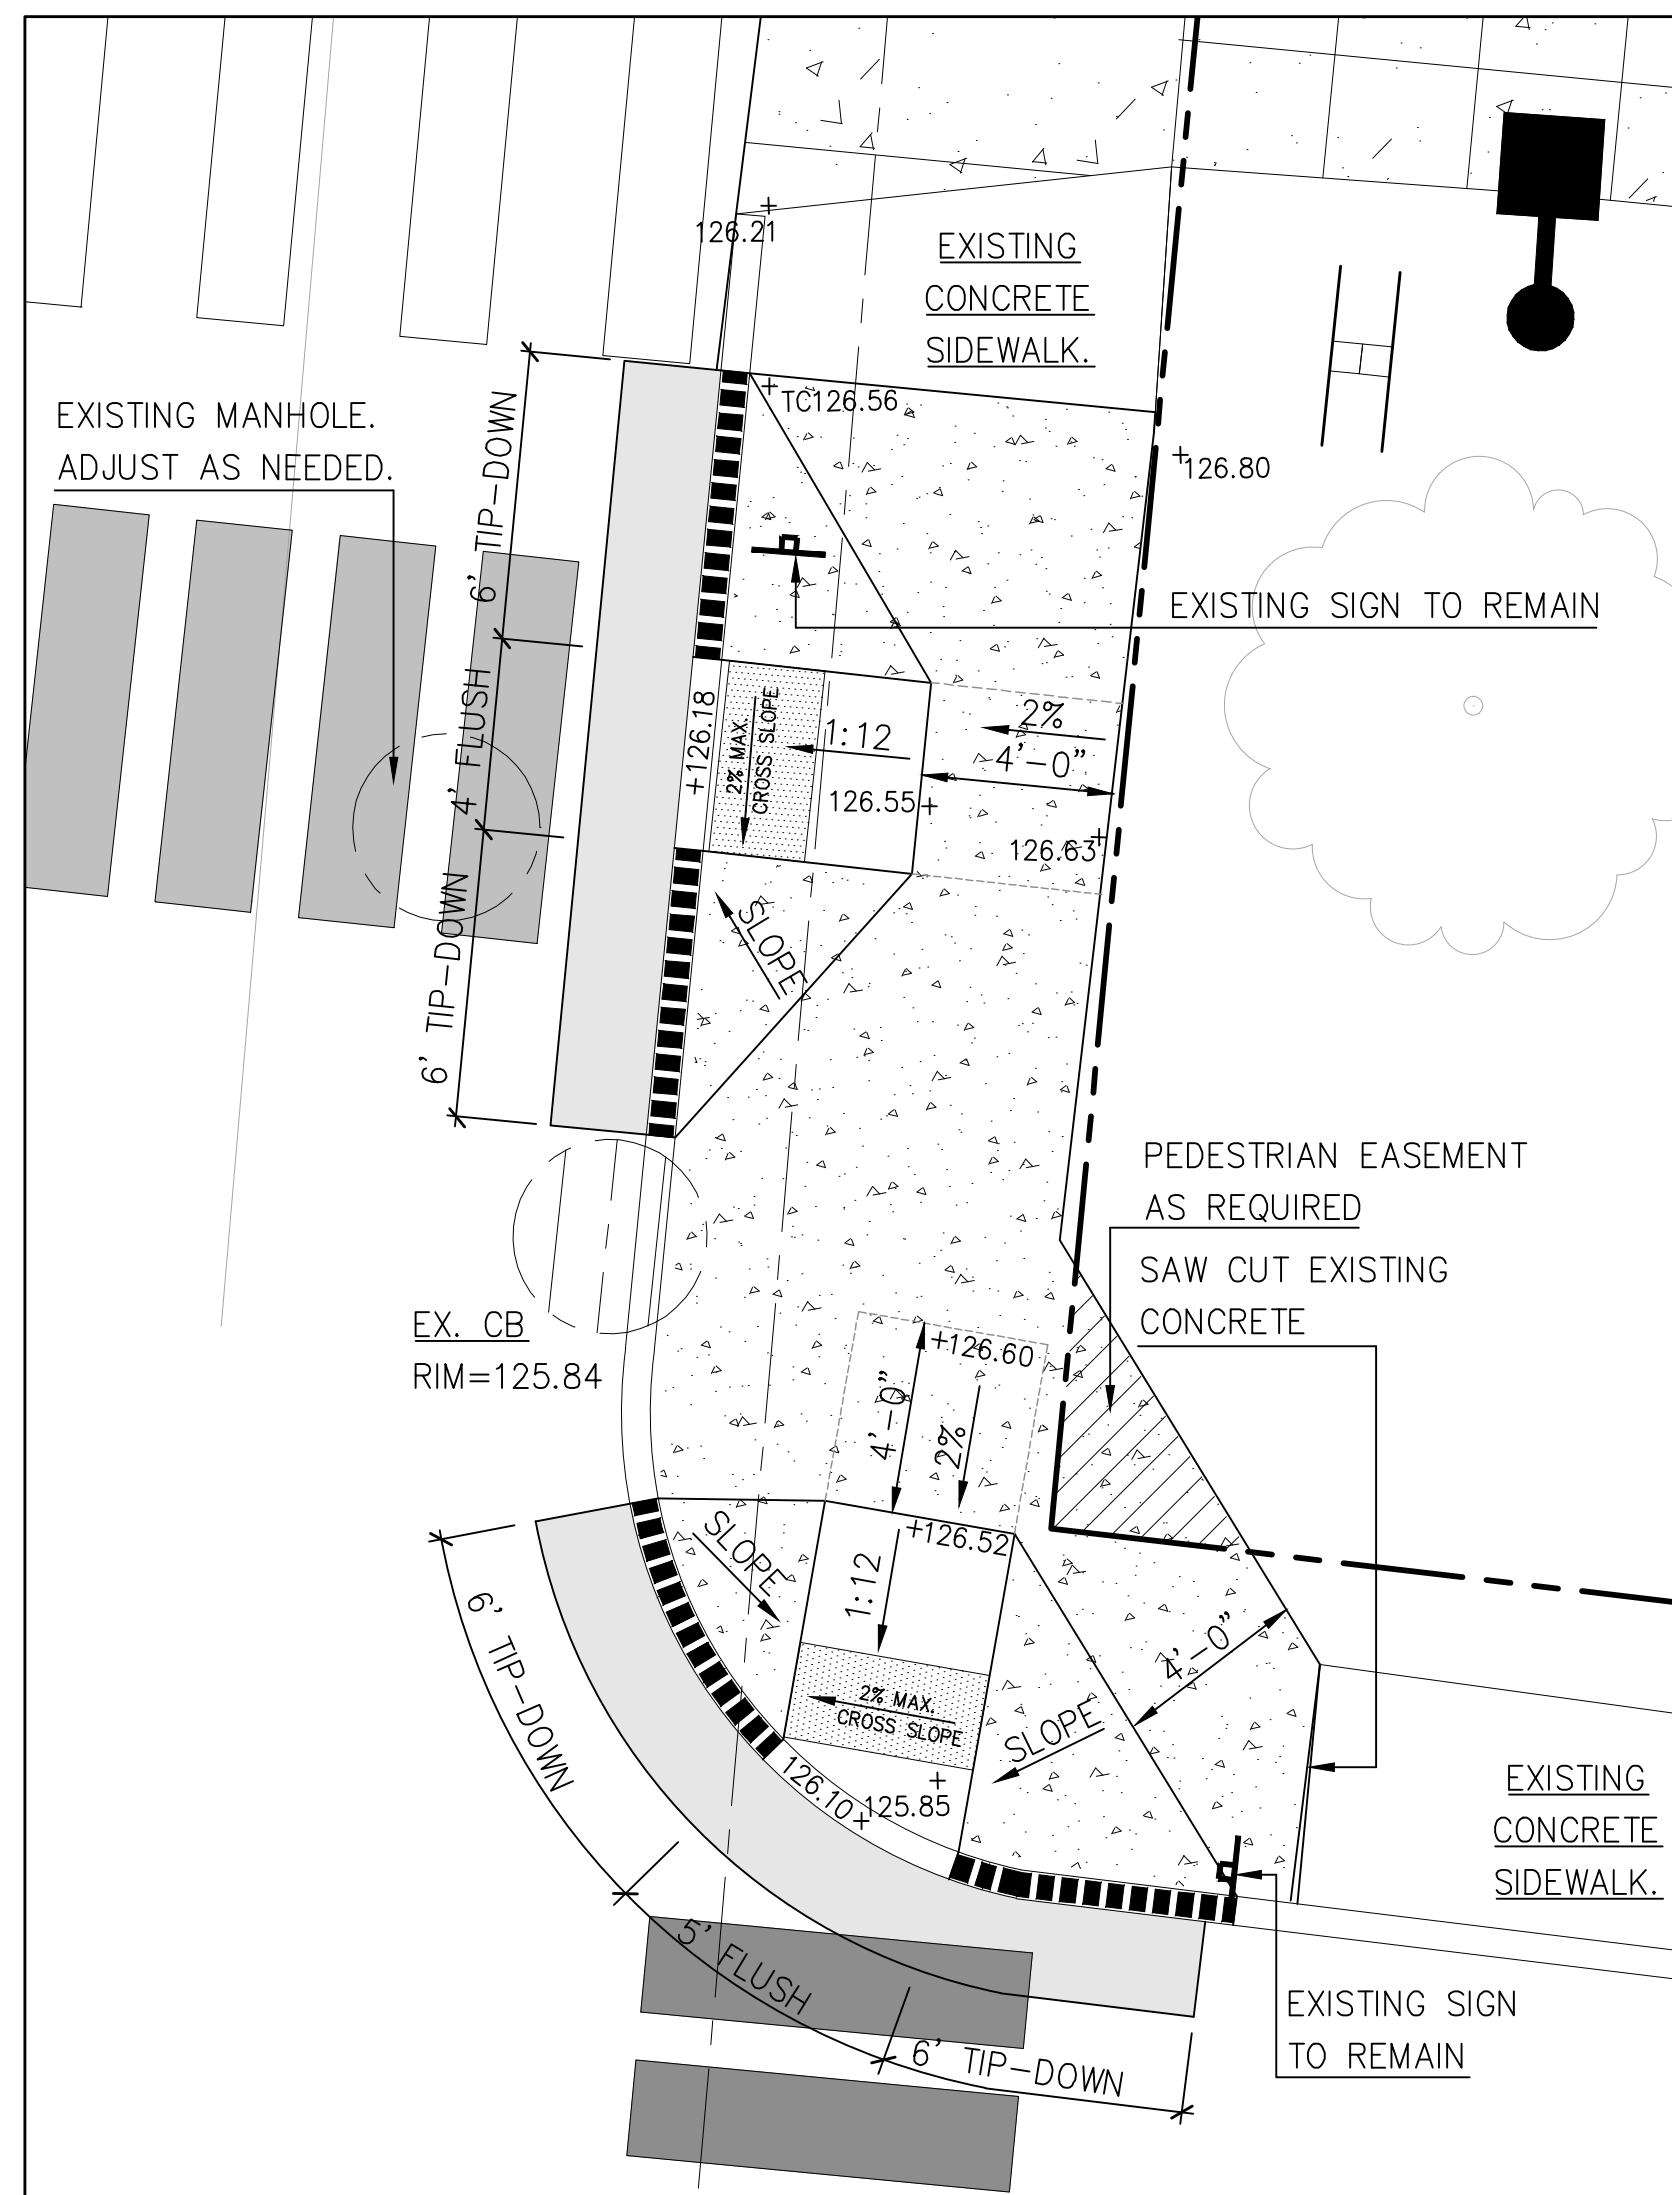 126.21
EXISTING
CONCRETE
SIDEWALK.
EXISTING MANHOLE.
ADJUST AS NEEDED.
6' TIP-DOWN
TC126.56
126.80
EXISTING SIGN TO REMAIN
4' FLUSH
+126.18
2% MAX.
CROSS SLOPE
1:12
2%
4'-0"
126.55+
126.63
6' TIP-DOWN
SLOPE
PEDESTRIAN EASEMENT
AS REQUIRED
SAW CUT EXISTING
CONCRETE
EX. CB
RIM=125.84
+126.60
4'-0"
2%
+126.52
SLOPE
1:12
6' TIP-DOWN
4'-0"
2% MAX.
CROSS SLOPE
SLOPE
126.10+
125.85
EXISTING
CONCRETE
SIDEWALK.
5' FLUSH
6' TIP-DOWN
EXISTING SIGN
TO REMAIN